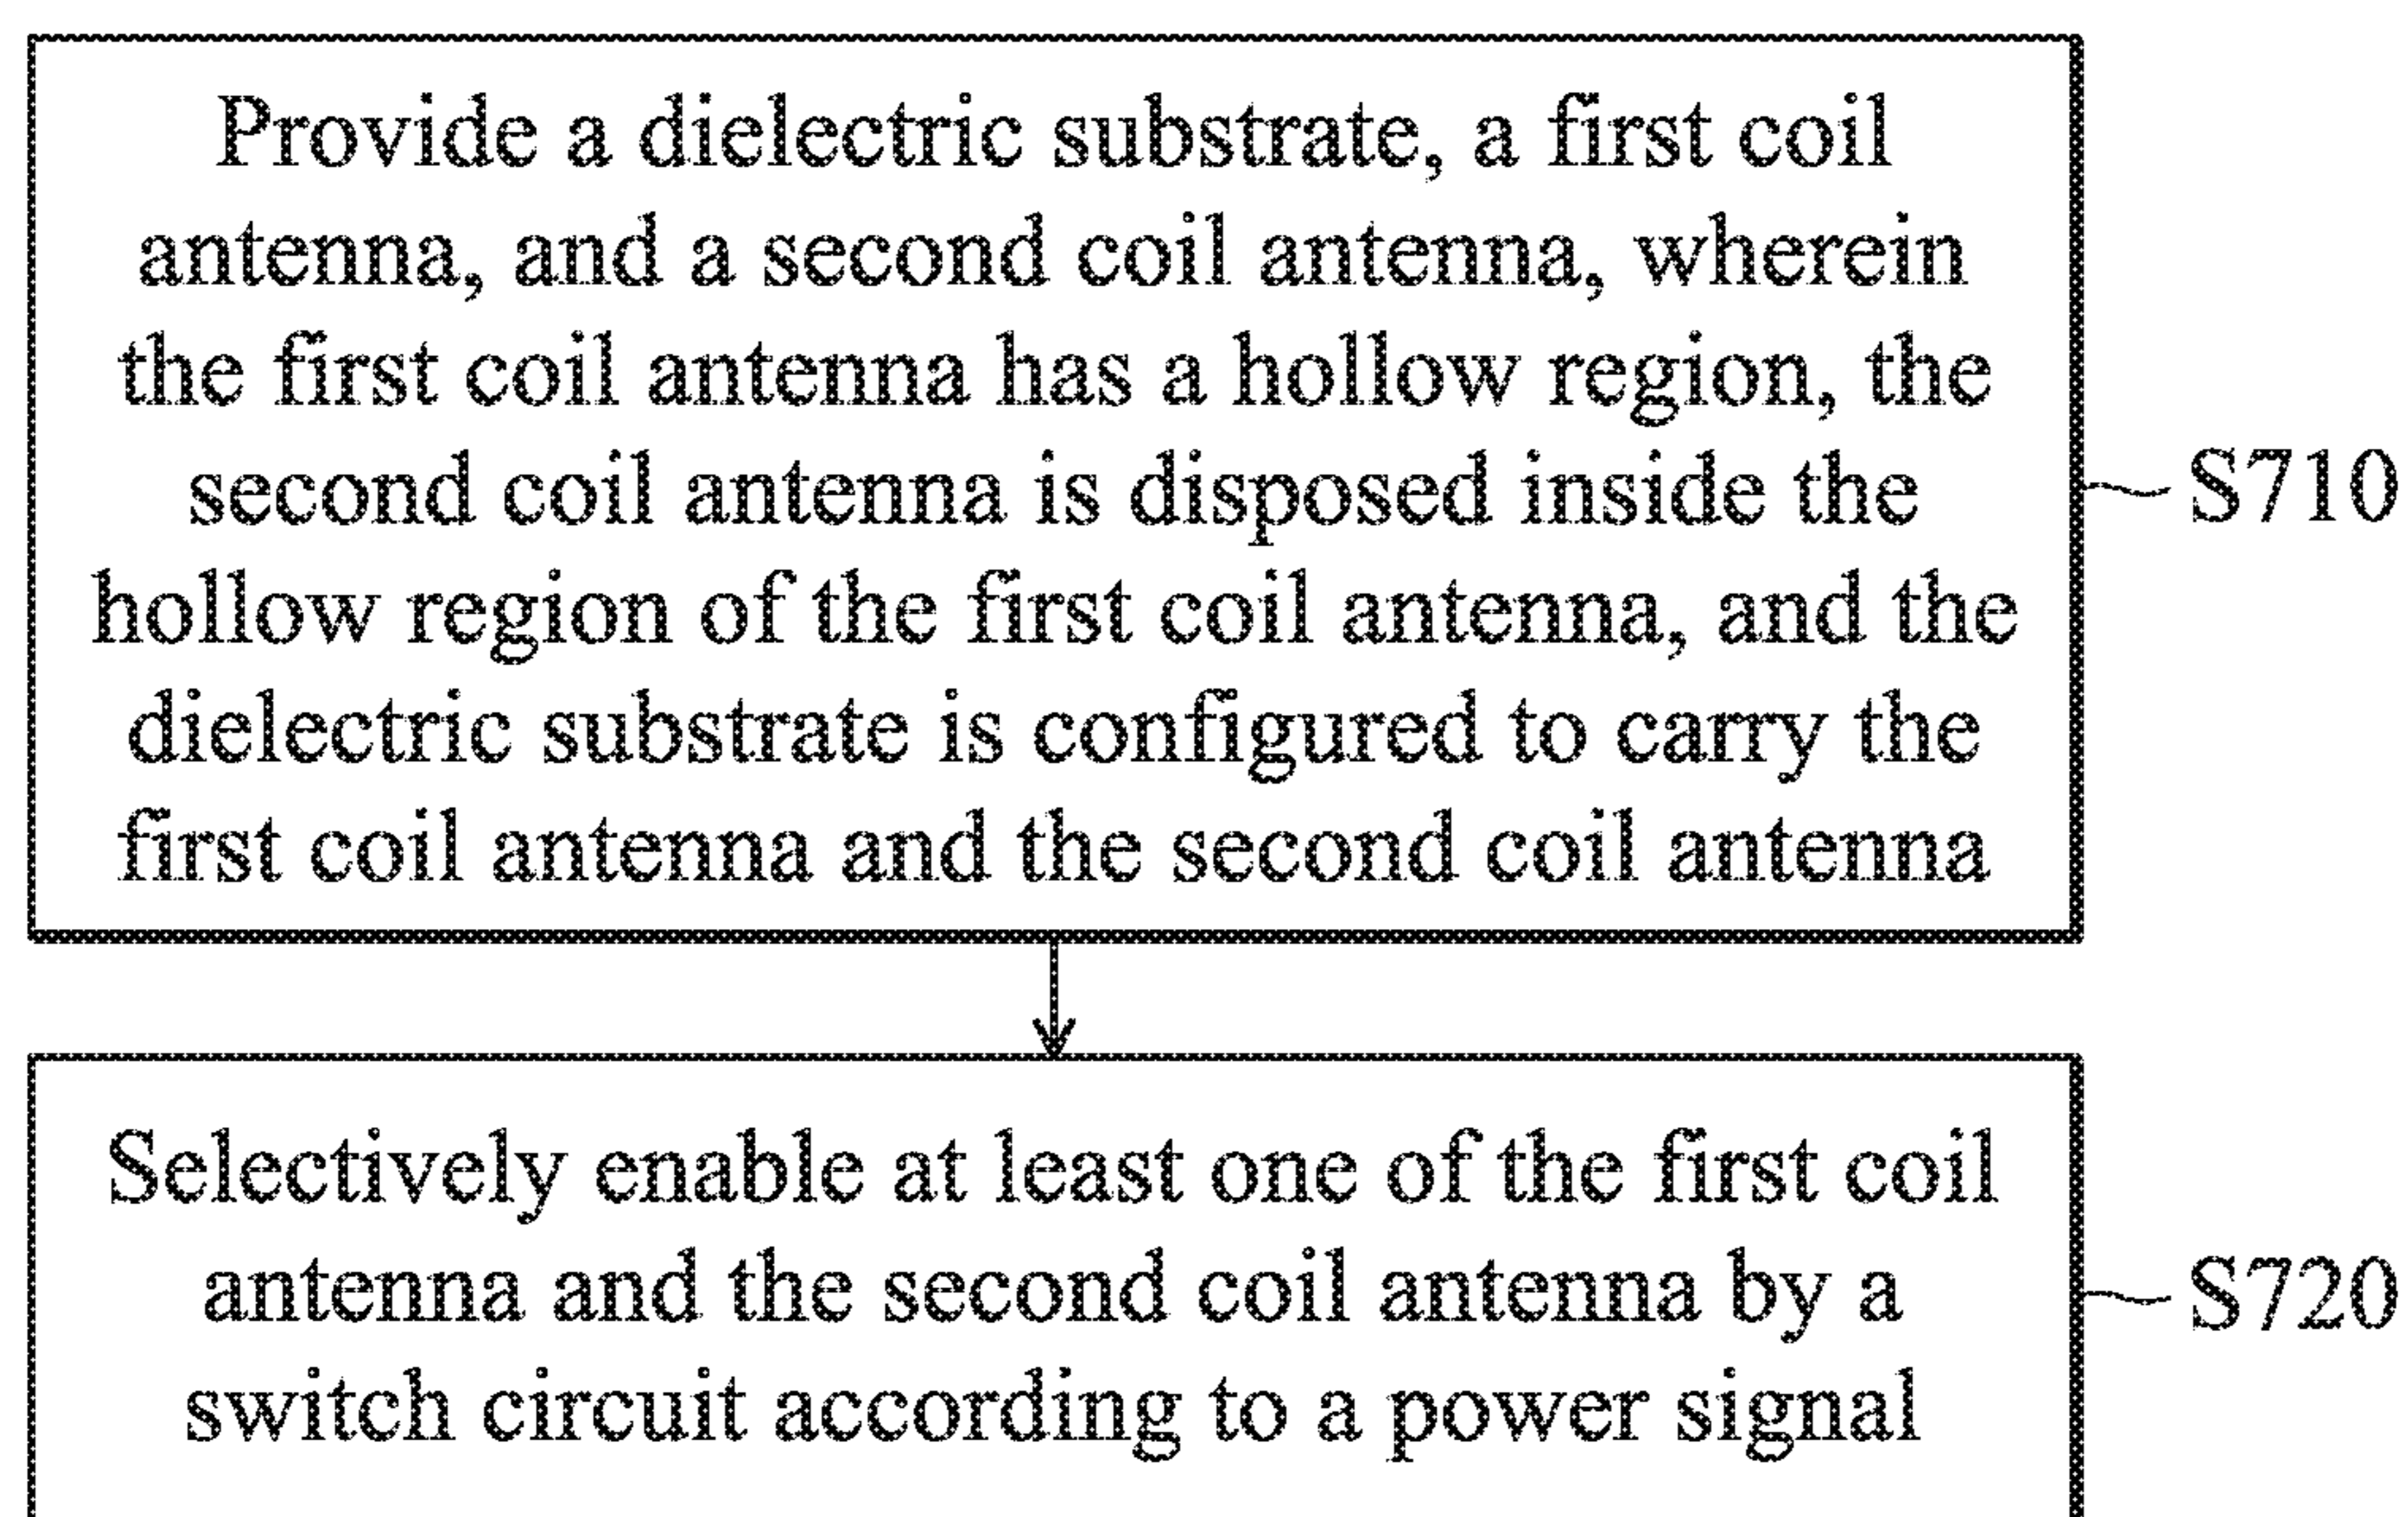 Provide a dielectric substrate, a first coil
antenna, and a second coil antenna, wherein
the first coil antenna has a hollow region, the
second coil antenna is disposed inside the
hollow region of the first coil antenna, and the
dielectric substrate is configured to carry the
first coil antenna and the second coil antenna
S710
Selectively enable at least one of the first coil
antenna and the second coil antenna by a
switch circuit according to a power signal
S720